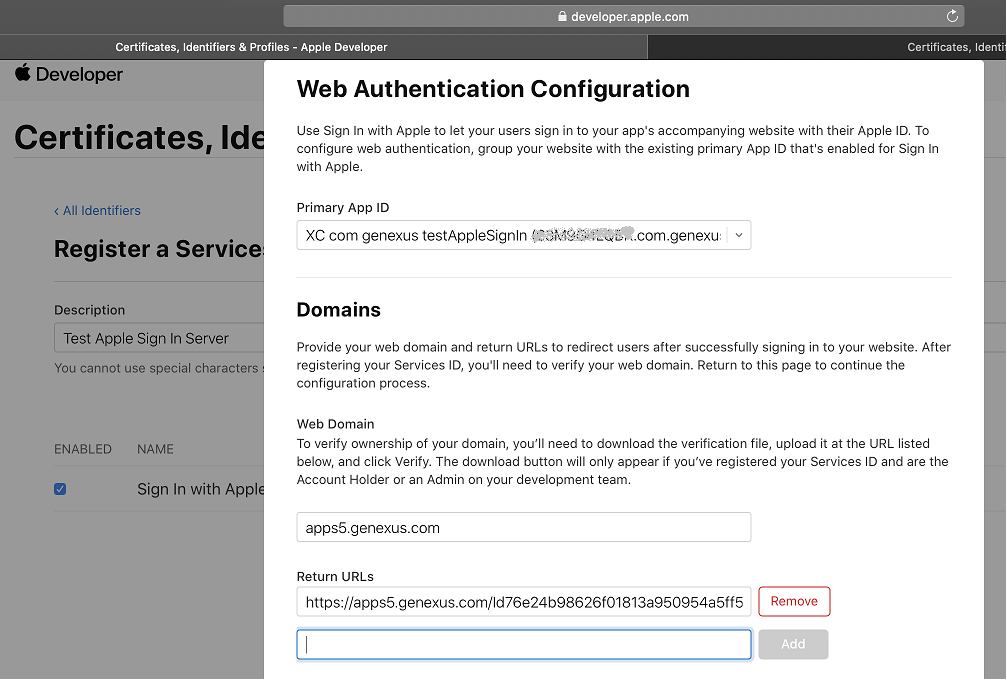 developer.apple.com
Certificates, Identifiers & Profiles - Apple Developer
Certificates, Identi
Developer
Certificates, Ide
‹ All Identifiers
Register a Services
Description
Test Apple Sign In Server
You cannot use special characters s
ENABLED NAME
Sign In with Apple
Web Authentication Configuration
Use Sign In with Apple to let your users sign in to your app's accompanying website with their Apple ID. To
configure web authentication, group your website with the existing primary App ID that's enabled for Sign In
with Apple.
Primary App ID
XC com genexus testAppleSignIn .com.genexu
Domains
Provide your web domain and return URLs to redirect users after successfully signing in to your website. After
registering your Services ID, you'll need to verify your web domain. Return to this page to continue the
configuration process.
Web Domain
To verify ownership of your domain, you’ll need to download the verification file, upload it at the URL listed
below, and click Verify. The download button will only appear if you’ve registered your Services ID and are the
Account Holder or an Admin on your development team.
apps5.genexus.com
Return URLs
https://apps5.genexus.com/Id76e24b98626f01813a950954a5ff5
Remove
Add